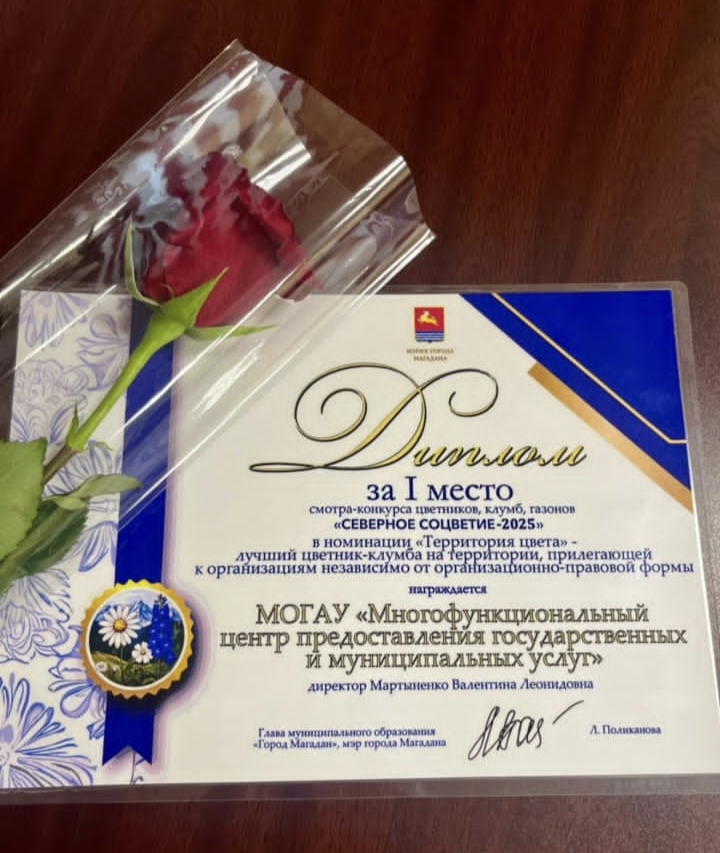 МЭРИЯ ГОРОДА
МАГАДАНА
Диплом
за I место
смотра-конкурса цветников, клумб, газонов
«СЕВЕРНОЕ СОЦВЕТИЕ-2025»
в номинации «Территория цвета» -
лучший цветник-клумба на территории, прилегающей
к организациям независимо от организационно-правовой формы
награждается
МОГАУ «Многофункциональный
центр предоставления государственных
и муниципальных услуг»
директор Мартыненко Валентина Леонидовна
Глава муниципального образования
«Город Магадан», мэр города Магадана
Л. Поликанова